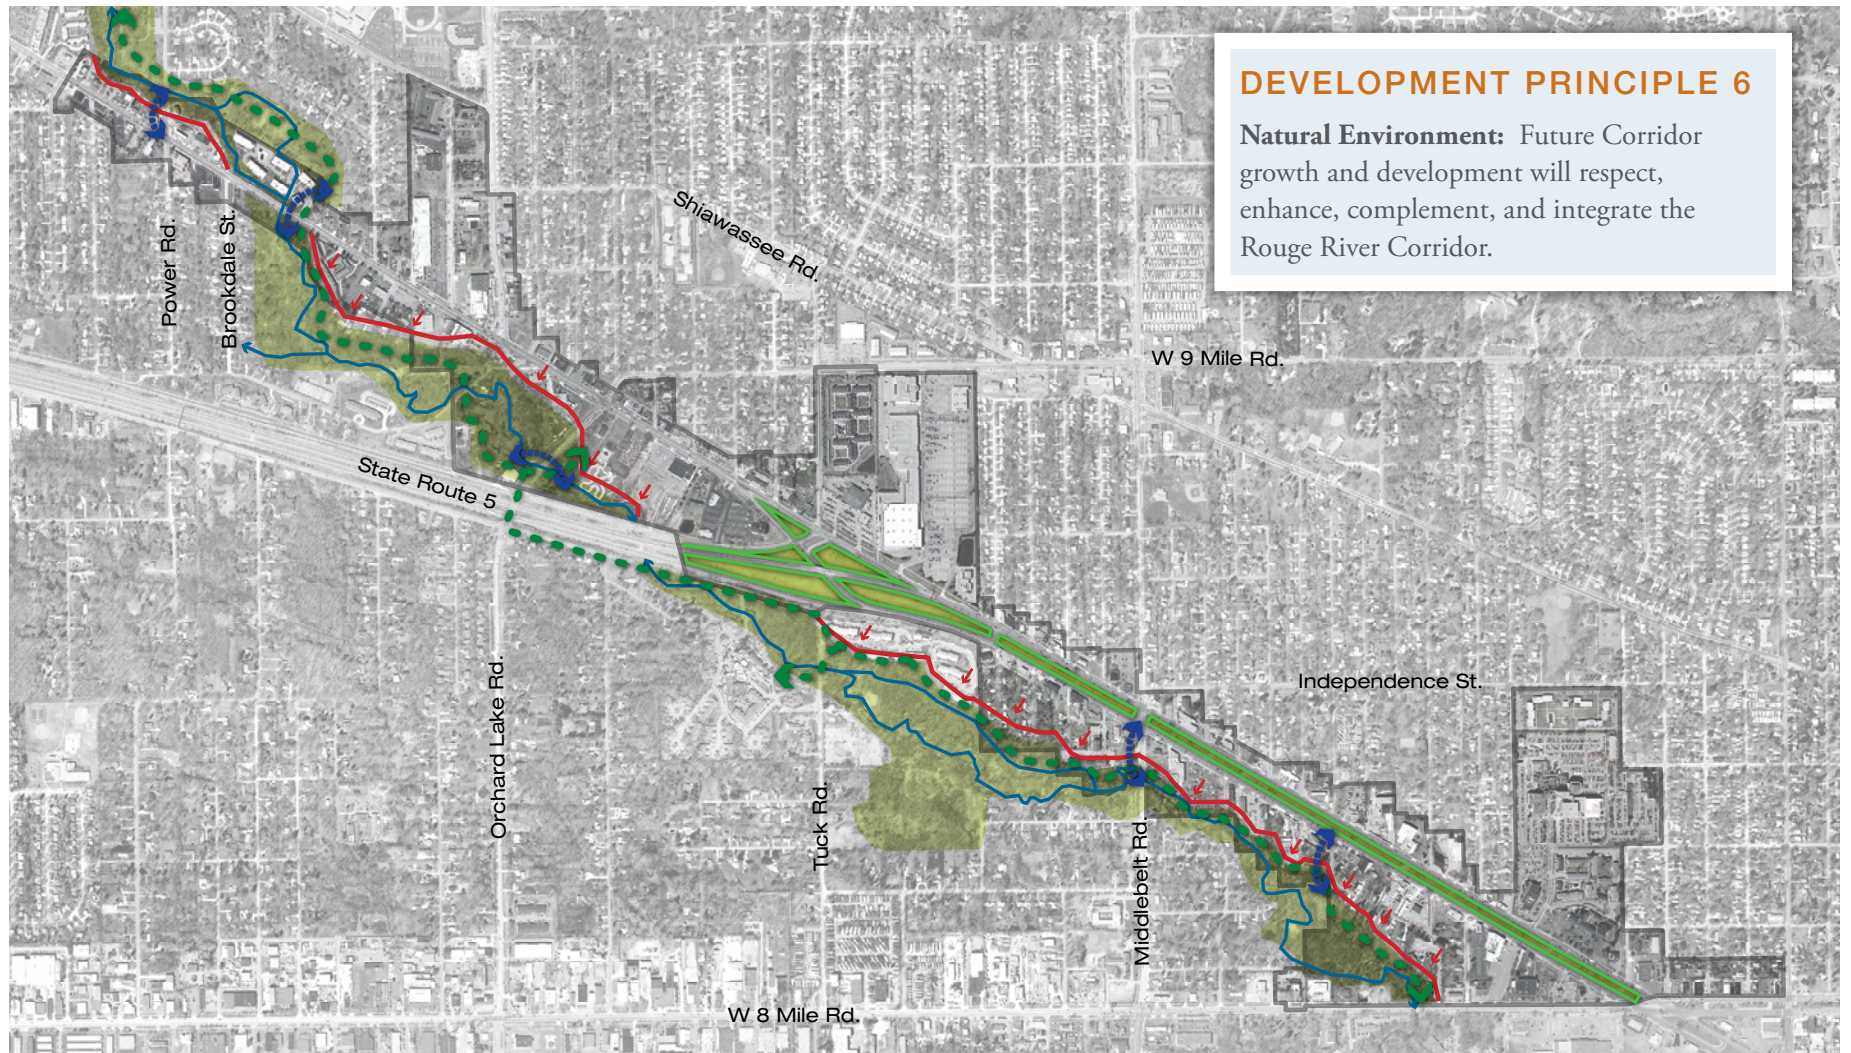 DEVELOPMENT PRINCIPLE 6
Natural Environment: Future Corridor
growth and development will respect,
enhance, complement, and integrate the
Rouge River Corridor.
Shiawassee Rd.
Power Rd.
Brookdale St.
W 9 Mile Rd.
State Route 5
Independence St.
Orchard Lake Rd.
Tuck Rd.
Middlebelt Rd.
W 8 Mile Rd.